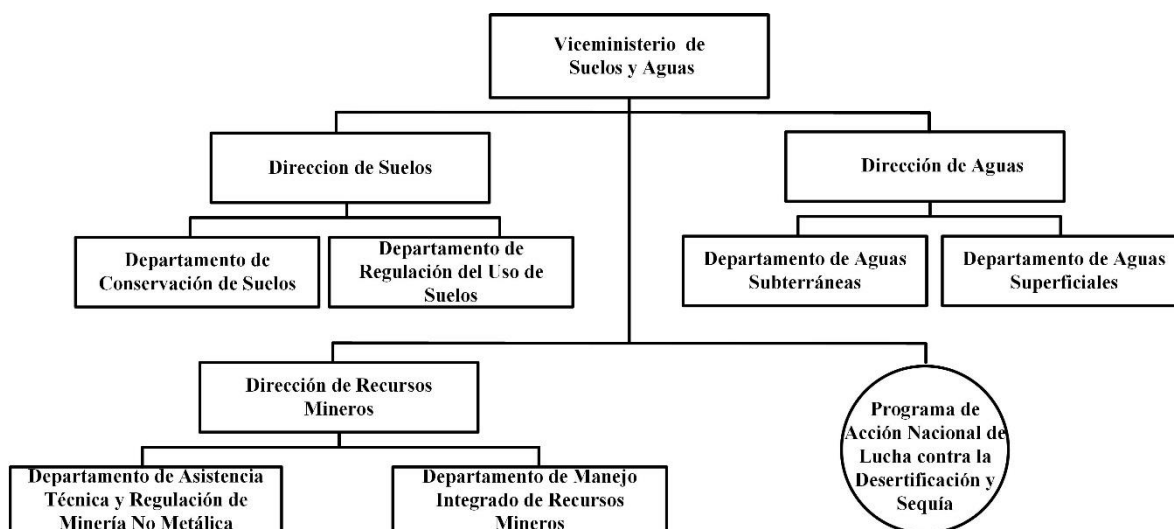 Viceministerio de
Suelos y Aguas
Direccion de Suelos
Dirección de Aguas
Departamento de
Conservación de Suelos
Departamento de
Regulación del Uso de
Suelos
Departamento de Aguas
Subterráneas
Departamento de Aguas
Superficiales
Dirección de Recursos
Mineros
Programa de
Acción Nacional de
Lucha contra la
Desertificación y
Sequía
Departamento de Asistencia
Técnica y Regulación de
Minería No Metálica
Departamento de Manejo
Integrado de Recursos
Mineros